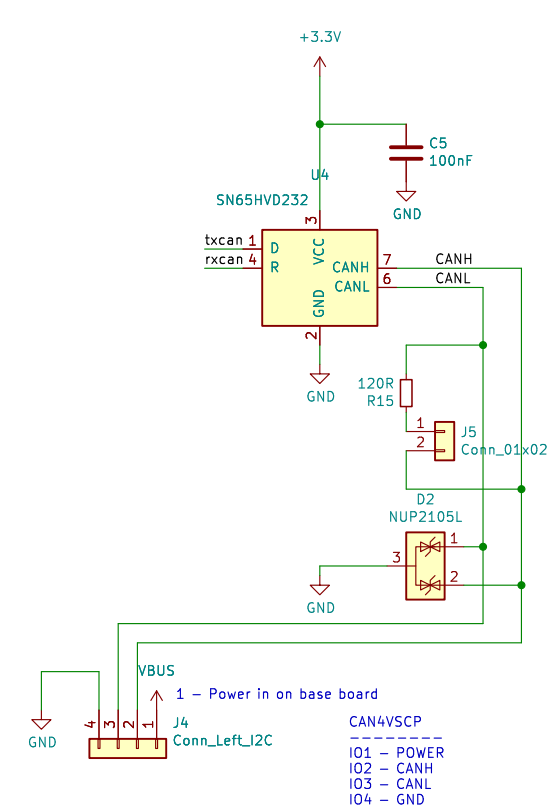 +3.3V
C5
100nF
GND
U4
SN65HVD232
3
txcan 1 D VCC
rxcan 4 R CANH 7 CANH
CANL 6 CANL
GND
2
GND
120R
R15
1
2
J5
Conn_01x02
D2
NUP2105L
1
3
2
GND
VBUS
1 - Power in on base board
4 3 2 1
J4
Conn_Left_I2C
GND
CAN4VSCP
--------
IO1 - POWER
IO2 - CANH
IO3 - CANL
IO4 - GND